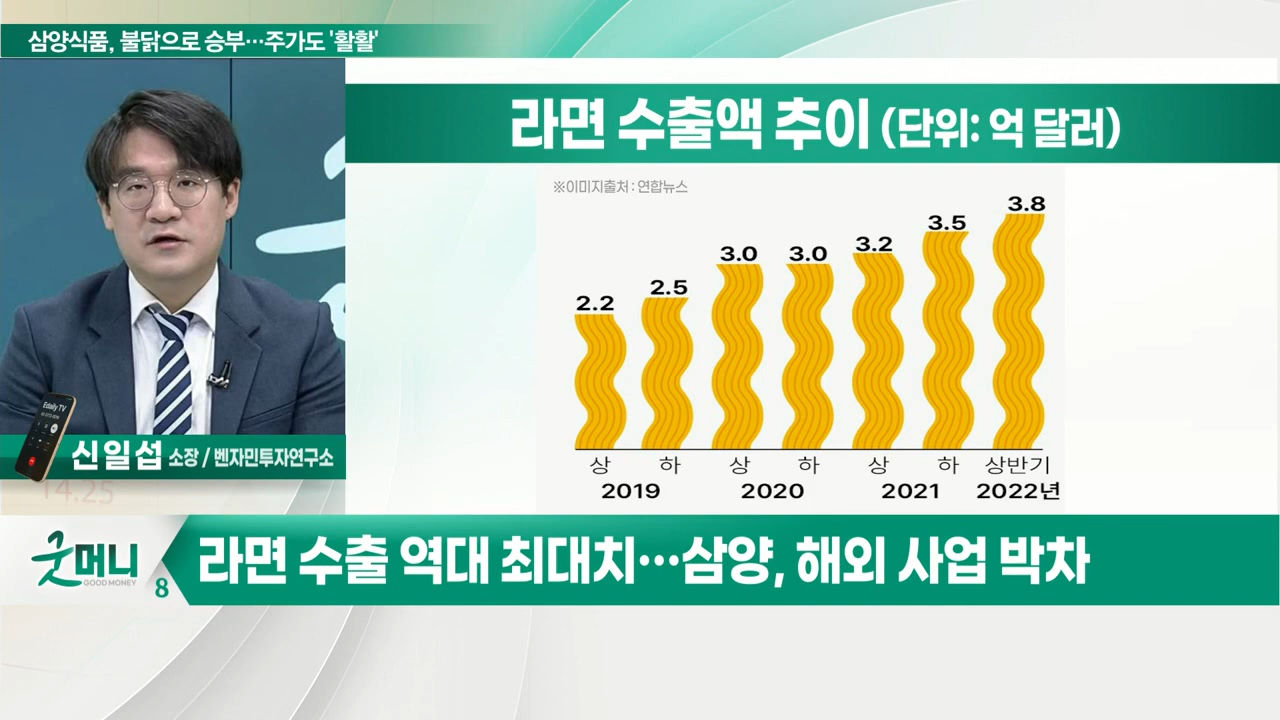 삼양식품, 불닭으로 승부…주가도 '활활'
라면 수출액 추이 (단위: 억 달러)
※이미지출처 : 연합뉴스
2.2 2.5 3.0 3.0 3.2 3.5 3.8
상 하 상 하 상 하 상반기
2019 2020 2021 2022년
Edaily TV
신일섭 소장 / 벤자민투자연구소
14.25
굿머니
GOOD MONEY
8
라면 수출 역대 최대치…삼양, 해외 사업 박차